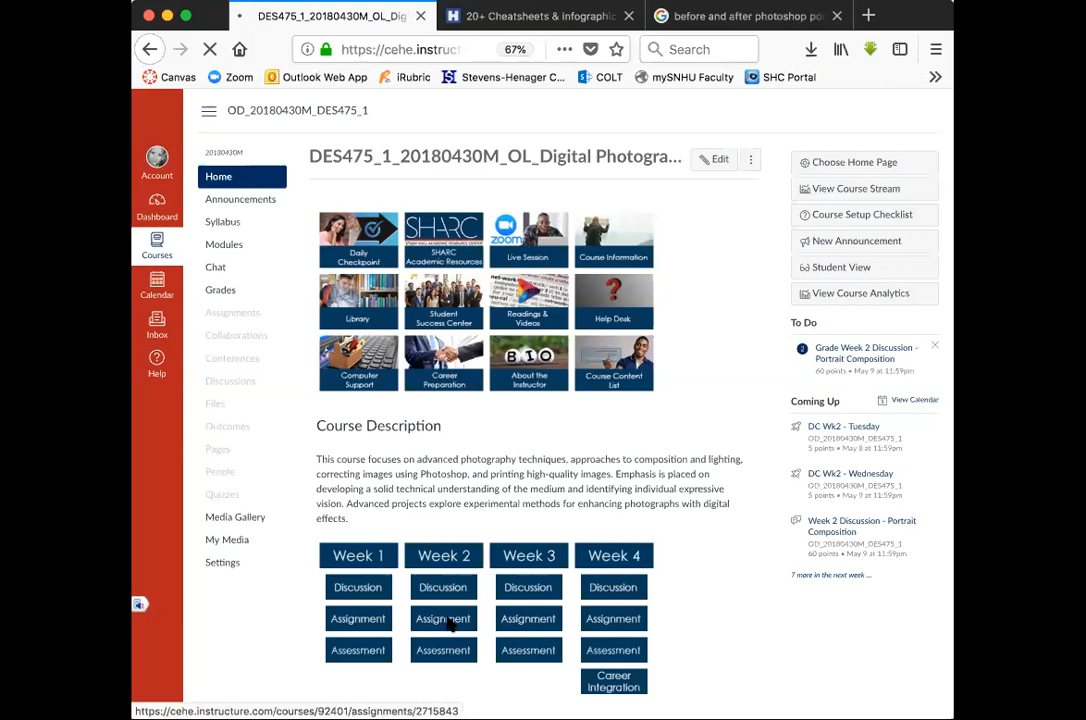 DES475_1_20180430M_OL_Dig
20+ Cheatsheets & infographic
before and after photoshop po
https://cehe.instruct
67%
Search
Canvas
Zoom
Outlook Web App
iRubric
Stevens-Henager C...
COLT
mySNHU Faculty
SHC Portal
OD_20180430M_DES475_1
Account
Dashboard
Courses
Calendar
Inbox
Help
20180430M
Home
Announcements
Syllabus
Modules
Chat
Grades
Assignments
Collaborations
Conferences
Discussions
Files
Outcomes
Pages
People
Quizzes
Media Gallery
My Media
Settings
DES475_1_20180430M_OL_Digital Photogra...
Edit
Daily
Checkpoint
SHARC
SHARC
Academic Resources
zoom
Live Session
Course Information
Library
Student
Success Center
Readings &
Videos
Help Desk
Computer
Support
Career
Preparation
BIO
About the
Instructor
Course Content
List
Course Description
This course focuses on advanced photography techniques, approaches to composition and lighting,
correcting images using Photoshop, and printing high-quality images. Emphasis is placed on
developing a solid technical understanding of the medium and identifying individual expressive
vision. Advanced projects explore experimental methods for enhancing photographs with digital
effects.
Week 1
Week 2
Week 3
Week 4
Discussion
Discussion
Discussion
Discussion
Assignment
Assignment
Assignment
Assignment
Assessment
Assessment
Assessment
Assessment
Career
Integration
Choose Home Page
View Course Stream
Course Setup Checklist
New Announcement
Student View
View Course Analytics
To Do
2
Grade Week 2 Discussion -
Portrait Composition
60 points • May 9 at 11:59pm
Coming Up
View Calendar
DC Wk2 - Tuesday
OD_20180430M_DES475_1
5 points • May 8 at 11:59pm
DC Wk2 - Wednesday
OD_20180430M_DES475_1
5 points • May 9 at 11:59pm
Week 2 Discussion - Portrait
Composition
OD_20180430M_DES475_1
60 points • May 9 at 11:59pm
7 more in the next week ...
https://cehe.instructure.com/courses/92401/assignments/2715843